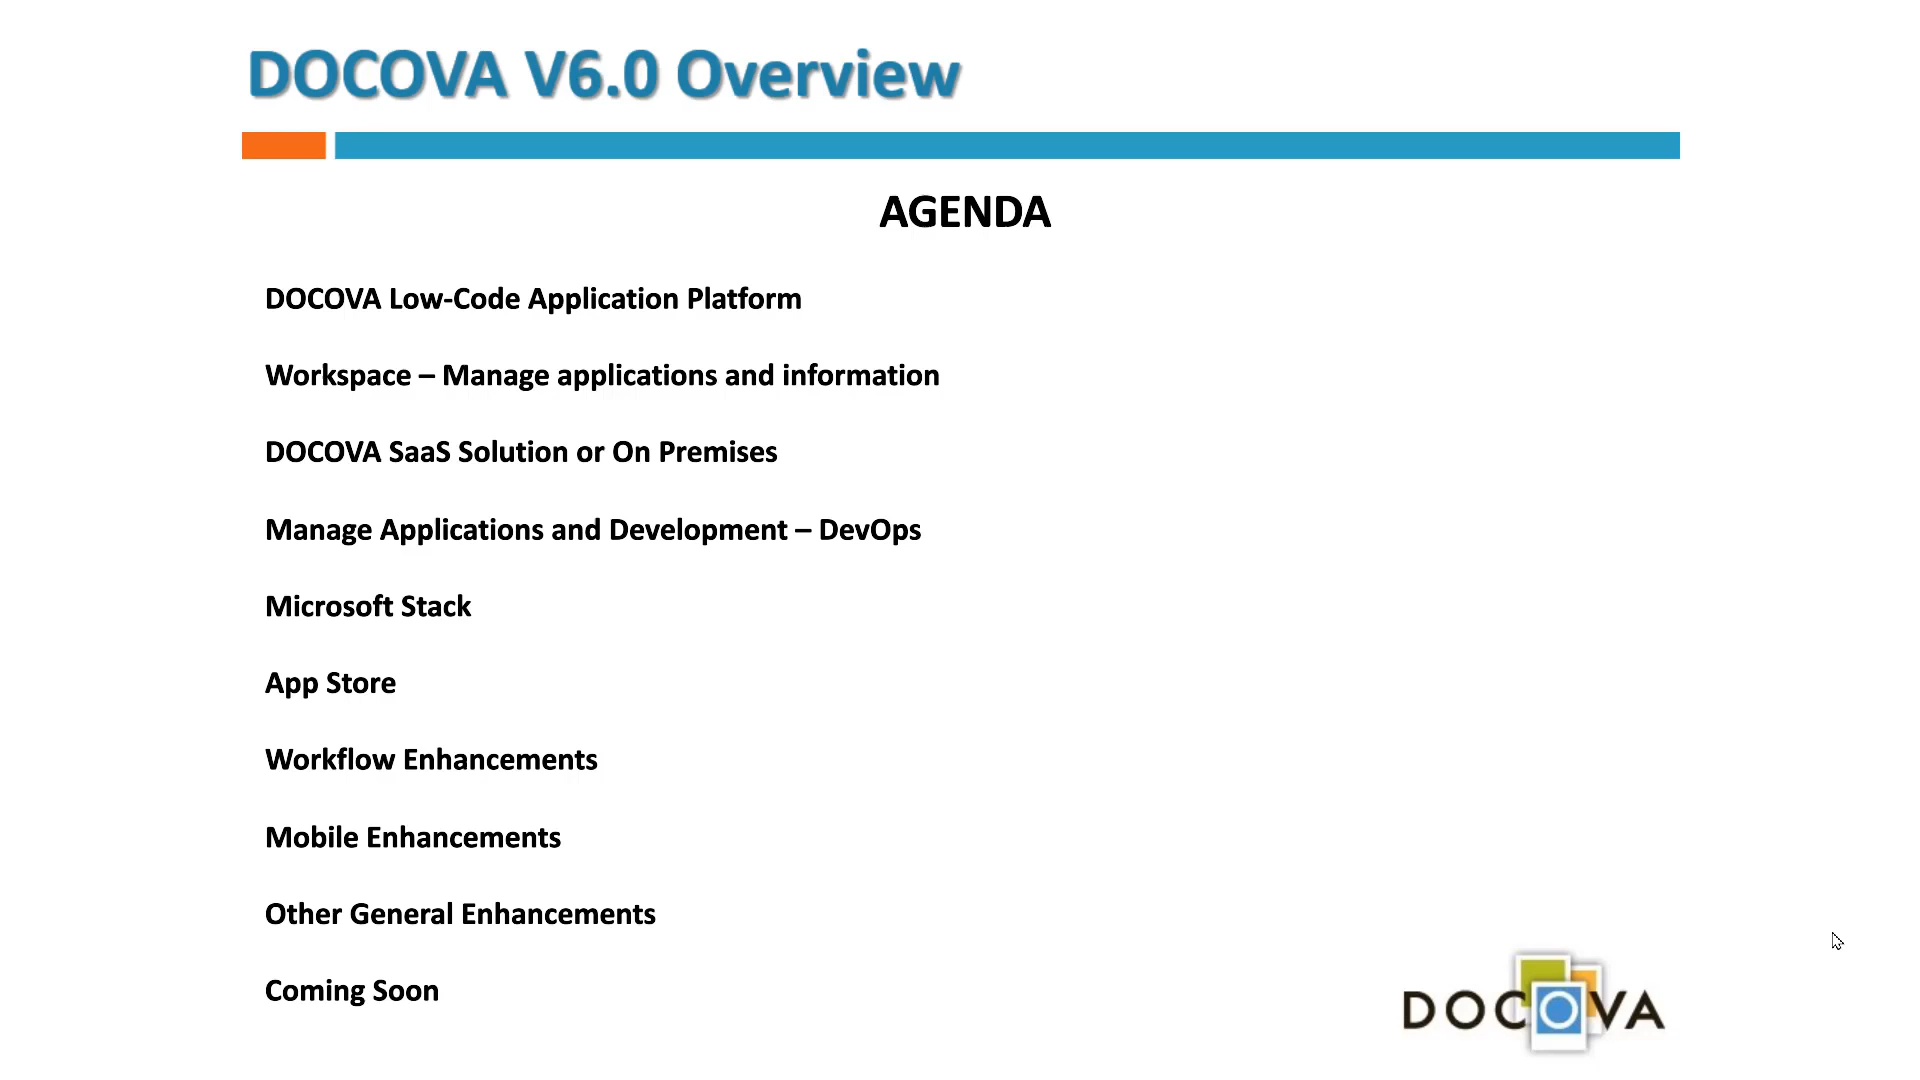 DOCOVA V6.0 Overview
AGENDA
DOCOVA Low-Code Application Platform
Workspace – Manage applications and information
DOCOVA SaaS Solution or On Premises
Manage Applications and Development – DevOps
Microsoft Stack
App Store
Workflow Enhancements
Mobile Enhancements
Other General Enhancements
Coming Soon
DOCOVA